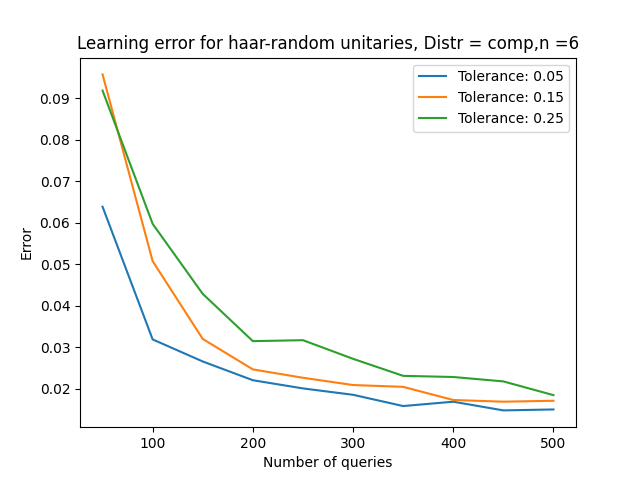 Learning error for haar-random unitaries, Distr = comp,n =6
Tolerance: 0.05
Tolerance: 0.15
Tolerance: 0.25
0.09
0.08
0.07
0.06
0.05
0.04
0.03
0.02
Error
100 200 300 400 500
Number of queries